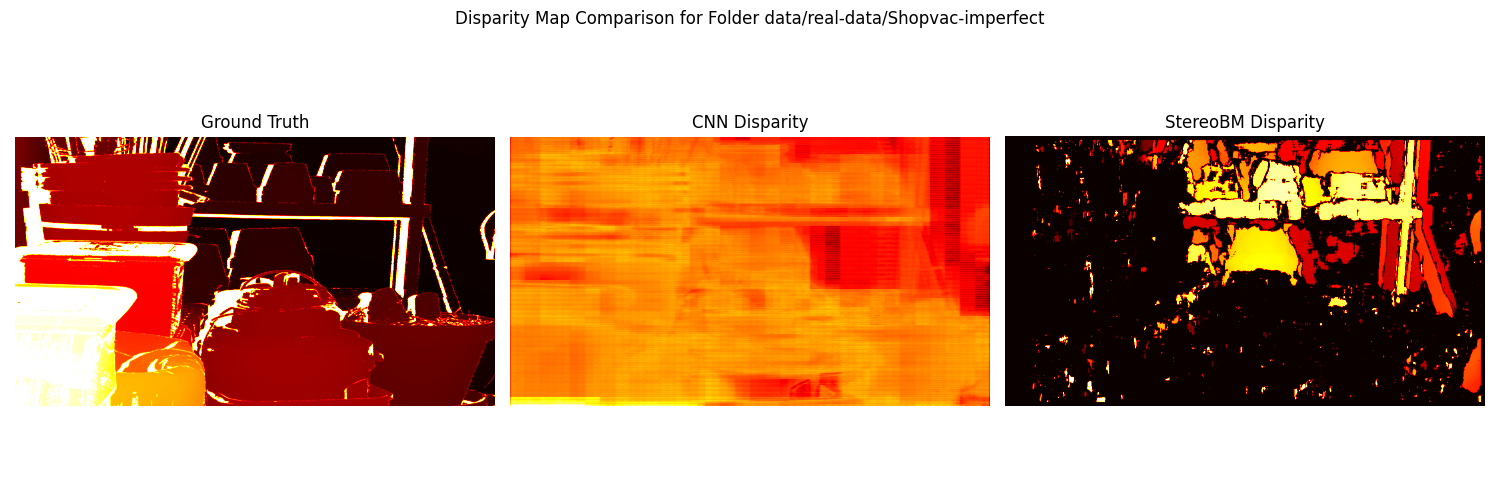 Disparity Map Comparison for Folder data/real-data/Shopvac-imperfect
Ground Truth
CNN Disparity
StereoBM Disparity